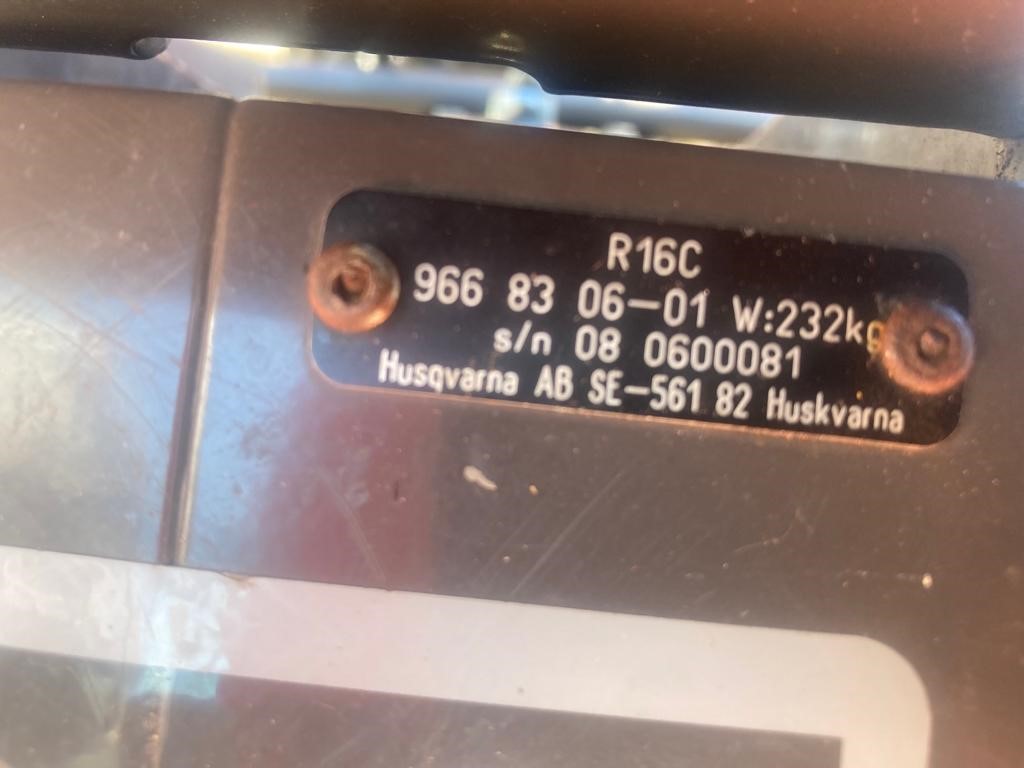 R16C
966 83 06-01 W:232kg
s/n 08 0600081
Husqvarna AB SE-561 82 Huskvarna